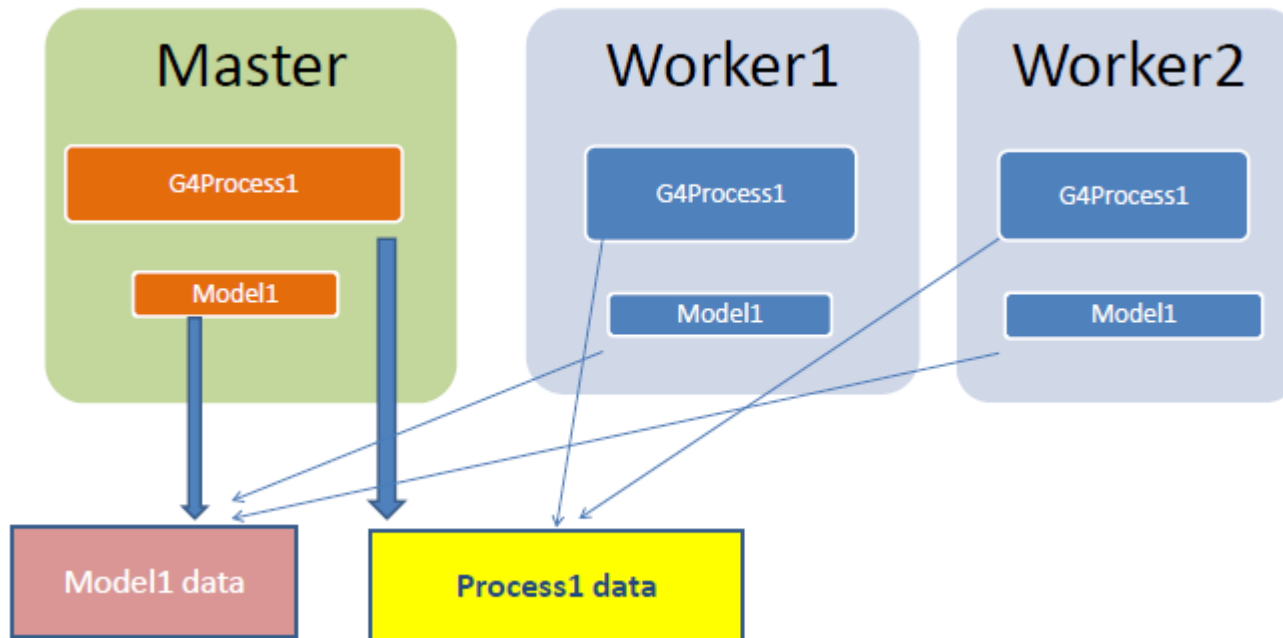 Master
Worker1
Worker2
G4Process1
G4Process1
G4Process1
Model1
Model1
Model1
Model1 data
Process1 data